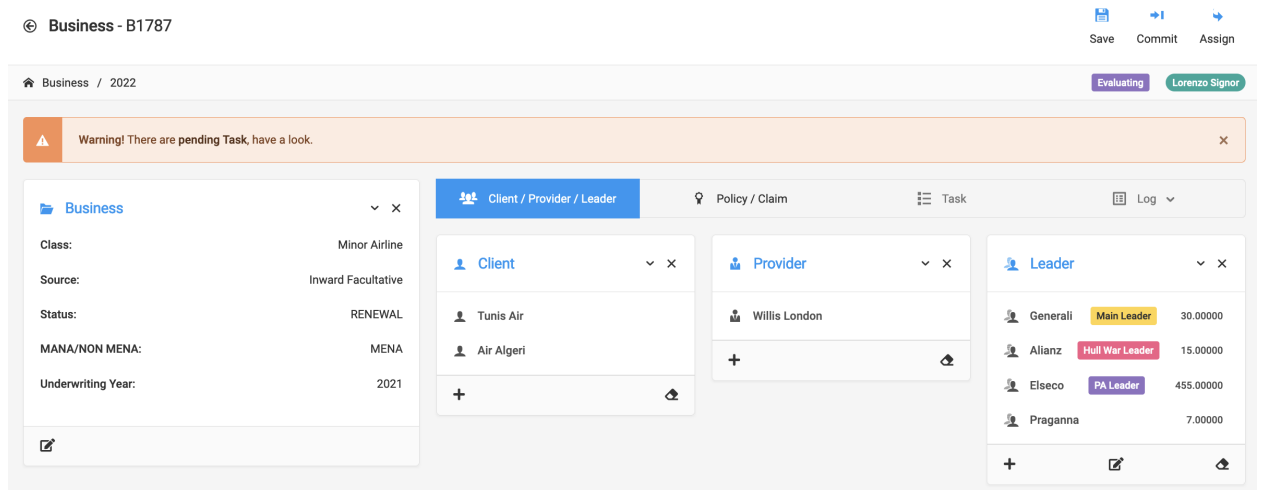 Business - B1787
Save Commit Assign
Business / 2022
Evaluating Lorenzo Signor
Warning! There are pending Task, have a look.
Business
Class: Minor Airline
Source: Inward Facultative
Status: RENEWAL
MANA/NON MENA: MENA
Underwriting Year: 2021
Client / Provider / Leader Policy / Claim Task Log
Client
Tunis Air
Air Algeri
Provider
Willis London
Leader
Generali Main Leader 30.00000
Alianz Hull War Leader 15.00000
Elseco PA Leader 455.00000
Praganna 7.00000